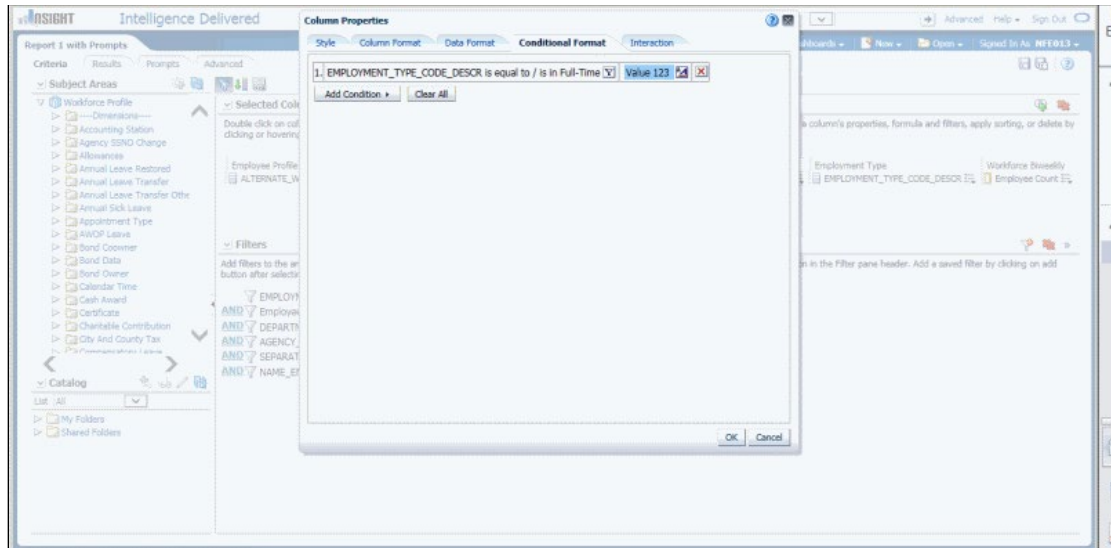 INSIGHT Intelligence Delivered
Advanced Help Sign Out
Column Properties
Report 1 with Prompts
New Open Signed In As NFE013
Criteria Results Prompts Advanced
Style Column Format Data Format Conditional Format Interaction
Subject Areas
1. EMPLOYMENT_TYPE_CODE_DESCR is equal to / is in Full-Time Value 123
Add Condition Clear All
Workforce Profile
----Dimensions----
Accounting Station
Agency SSNO Change
Allowances
Annual Leave Restored
Annual Leave Transfer
Annual Leave Transfer Othr
Annual Sick Leave
Appointment Type
AWOP Leave
Bond Coowner
Bond Data
Bond Owner
Calendar Time
Cash Award
Certificate
Charitable Contribution
City And County Tax
Compensatory Leave
Selected Col
Double click on col
clicking or hovering
a column's properties, formula and filters, apply sorting, or delete by
Employee Profile
ALTERNATE_W
Employment Type
EMPLOYMENT_TYPE_CODE_DESCR
Workforce Biweekly
Employee Count
Filters
Add filters to the
button after
on in the Filter pane header. Add a saved filter by clicking on add
EMPLOY
AND Employee
AND DEPARTM
AND AGENCY_
AND SEPARAT
AND NAME_E
Catalog
List All
My Folders
Shared Folders
OK Cancel